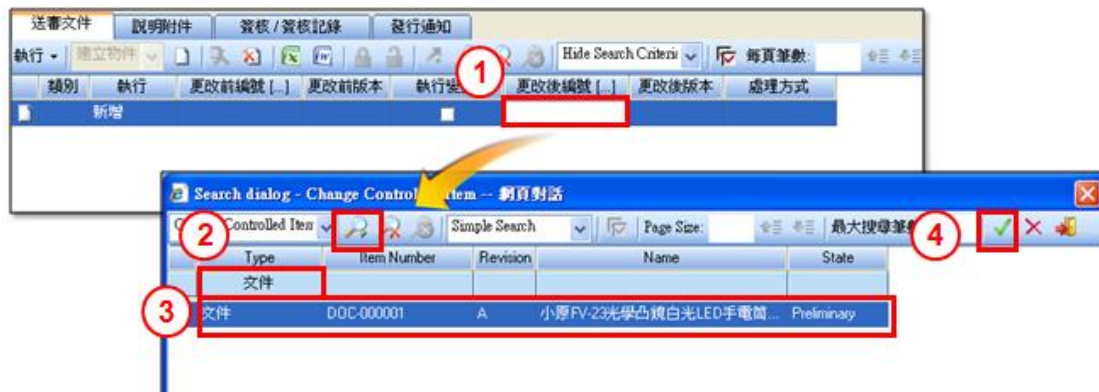 送審文件 說明附件 簽核/簽核記錄 發行通知
執行 建立物件 Hide Search Criteri 每頁筆數:
類別 執行 更改前編號 [...] 更改前版本 執行變 更改後編號 [...] 更改後版本 處理方式
新增
1
Search dialog - Change Control tem -- 網頁對話
2 Controlled Iten Simple Search Page Size: 最大搜尋筆 4
Type Item Number Revision Name State
文件
3 文件 DOC-000001 A 小原FV-23光學凸鏡白光LED手電筒... Preliminary